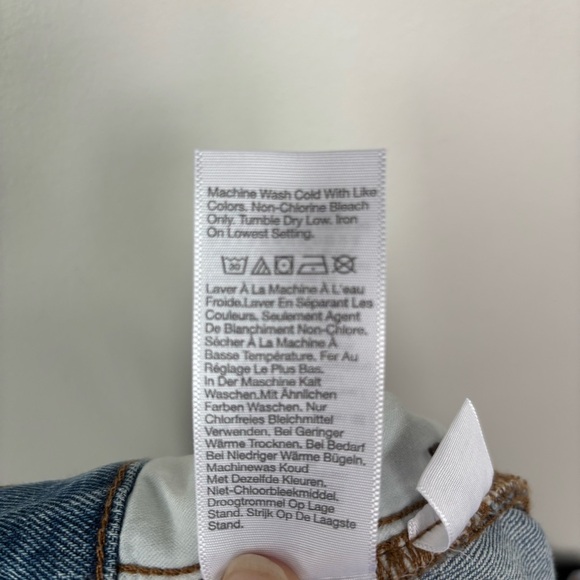 Machine Wash Cold With Like
Colors. Non-Chlorine Bleach
Only. Tumble Dry Low. Iron
On Lowest Setting.
30
Laver À La Machine À L'eau
Froide.Laver En Séparant Les
Couleurs. Seulement Agent
De Blanchiment Non-Chlore.
Sécher À La Machine À
Basse Température. Fer Au
Réglage Le Plus Bas.
In Der Maschine Kalt
Waschen.Mit Ähnlichen
Farben Waschen. Nur
Chlorfreies Bleichmittel
Verwenden. Bei Geringer
Wärme Trocknen. Bei Bedarf
Bei Niedriger Wärme Bügeln.
Machinewas Koud
Met Dezelfde Kleuren.
Niet-Chloorbleekmiddel.
Droogtrommel Op Lage
Stand. Strijk Op De Laagste
Stand.